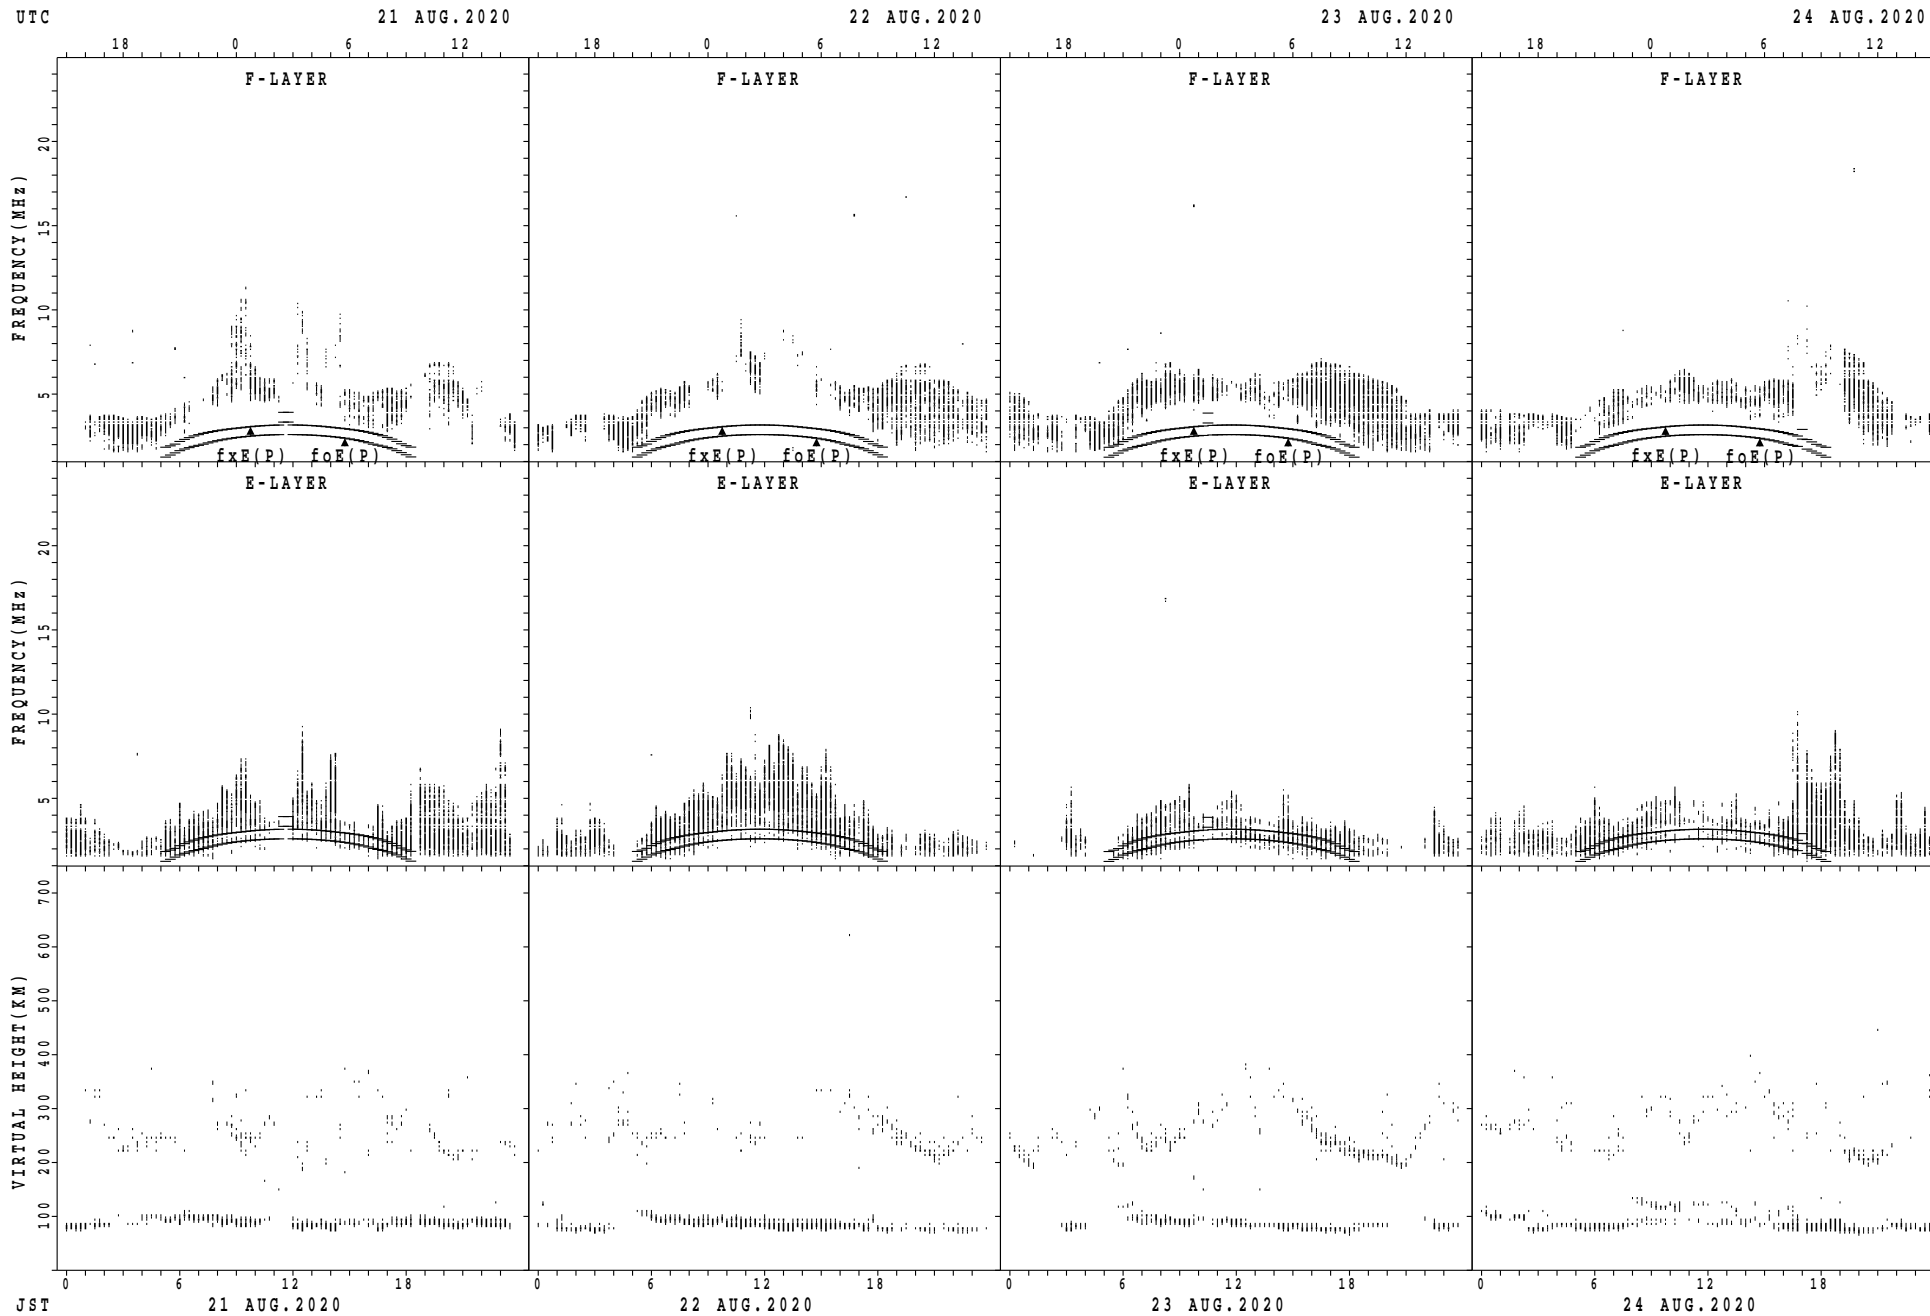 UTC 21 AUG.2020 22 AUG.2020 23 AUG.2020 24 AUG.2020
18 0 6 12 18 0 6 12 18 0 6 12 18 0 6 12
F-LAYER F-LAYER F-LAYER F-LAYER
FREQUENCY(MHz)
20
15
10
5
fxE(P) foE(P) fxE(P) foE(P) fxE(P) foE(P) fxE(P) foE(P)
E-LAYER E-LAYER E-LAYER E-LAYER
FREQUENCY(MHz)
20
15
10
5
VIRTUAL HEIGHT(KM)
700
600
500
400
300
200
100
0 6 12 18 0 6 12 18 0 6 12 18 0 6 12 18
JST 21 AUG.2020 22 AUG.2020 23 AUG.2020 24 AUG.2020